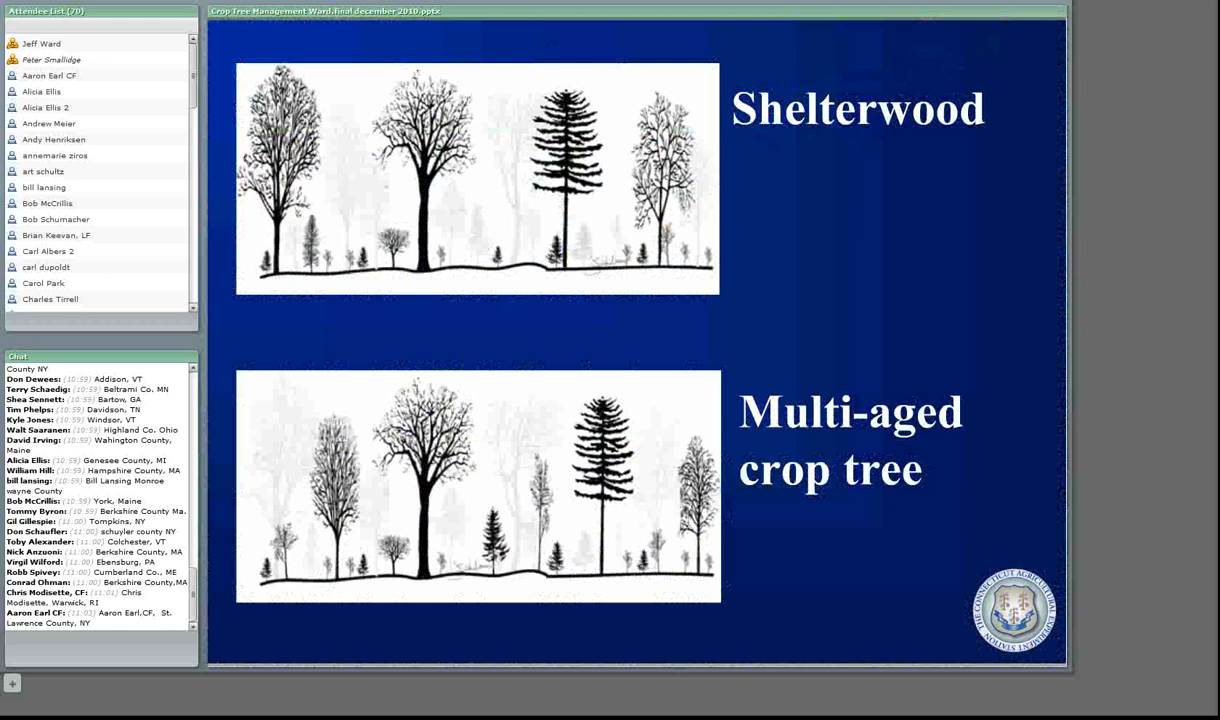 Attendee List (70)
Jeff Ward
Peter Smallidge
Aaron Earl CF
Alicia Ellis
Alicia Ellis 2
Andrew Meier
Andy Henriksen
annemarie ziros
art schultz
bill lansing
Bob McCrillis
Bob Schumacher
Brian Keevan, LF
Carl Albers 2
carl dupoldt
Carol Park
Charles Tirrell
Chat
County NY
Don Dewees: (10:59) Addison, VT
Terry Schaedig: (10:59) Beltrami Co. MN
Shea Sennett: (10:59) Bartow, GA
Tim Phelps: (10:59) Davidson, TN
Kyle Jones: (10:59) Windsor, VT
Walt Saaranen: (10:59) Highland Co. Ohio
David Irving: (10:59) Wahington County,
Maine
Alicia Ellis: (10:59) Genesee County, MI
William Hill: (10:59) Hampshire County, MA
bill lansing: (10:59) Bill Lansing Monroe
wayne County
Bob McCrillis: (10:59) York, Maine
Tommy Byron: (10:59) Berkshire County Ma.
Gil Gillespie: (11:00) Tompkins, NY
Don Schaufler: (11:00) schuyler county NY
Toby Alexander: (11:00) Colchester, VT
Nick Anzuoni: (11:00) Berkshire County, MA
Virgil Wilford: (11:00) Ebensburg, PA
Robb Spivey: (11:00) Cumberland Co., ME
Conrad Ohman: (11:00) Berkshire County,MA
Chris Modisette, CF: (11:01) Chris
Modisette, Warwick, RI
Aaron Earl CF: (11:03) Aaron Earl,CF, St.
Lawrence County, NY
Crop Tree Management Ward.final december 2010.pptx
Shelterwood
Multi-aged
crop tree
THE CONNECTICUT AGRICULTURAL EXPERIMENT STATION